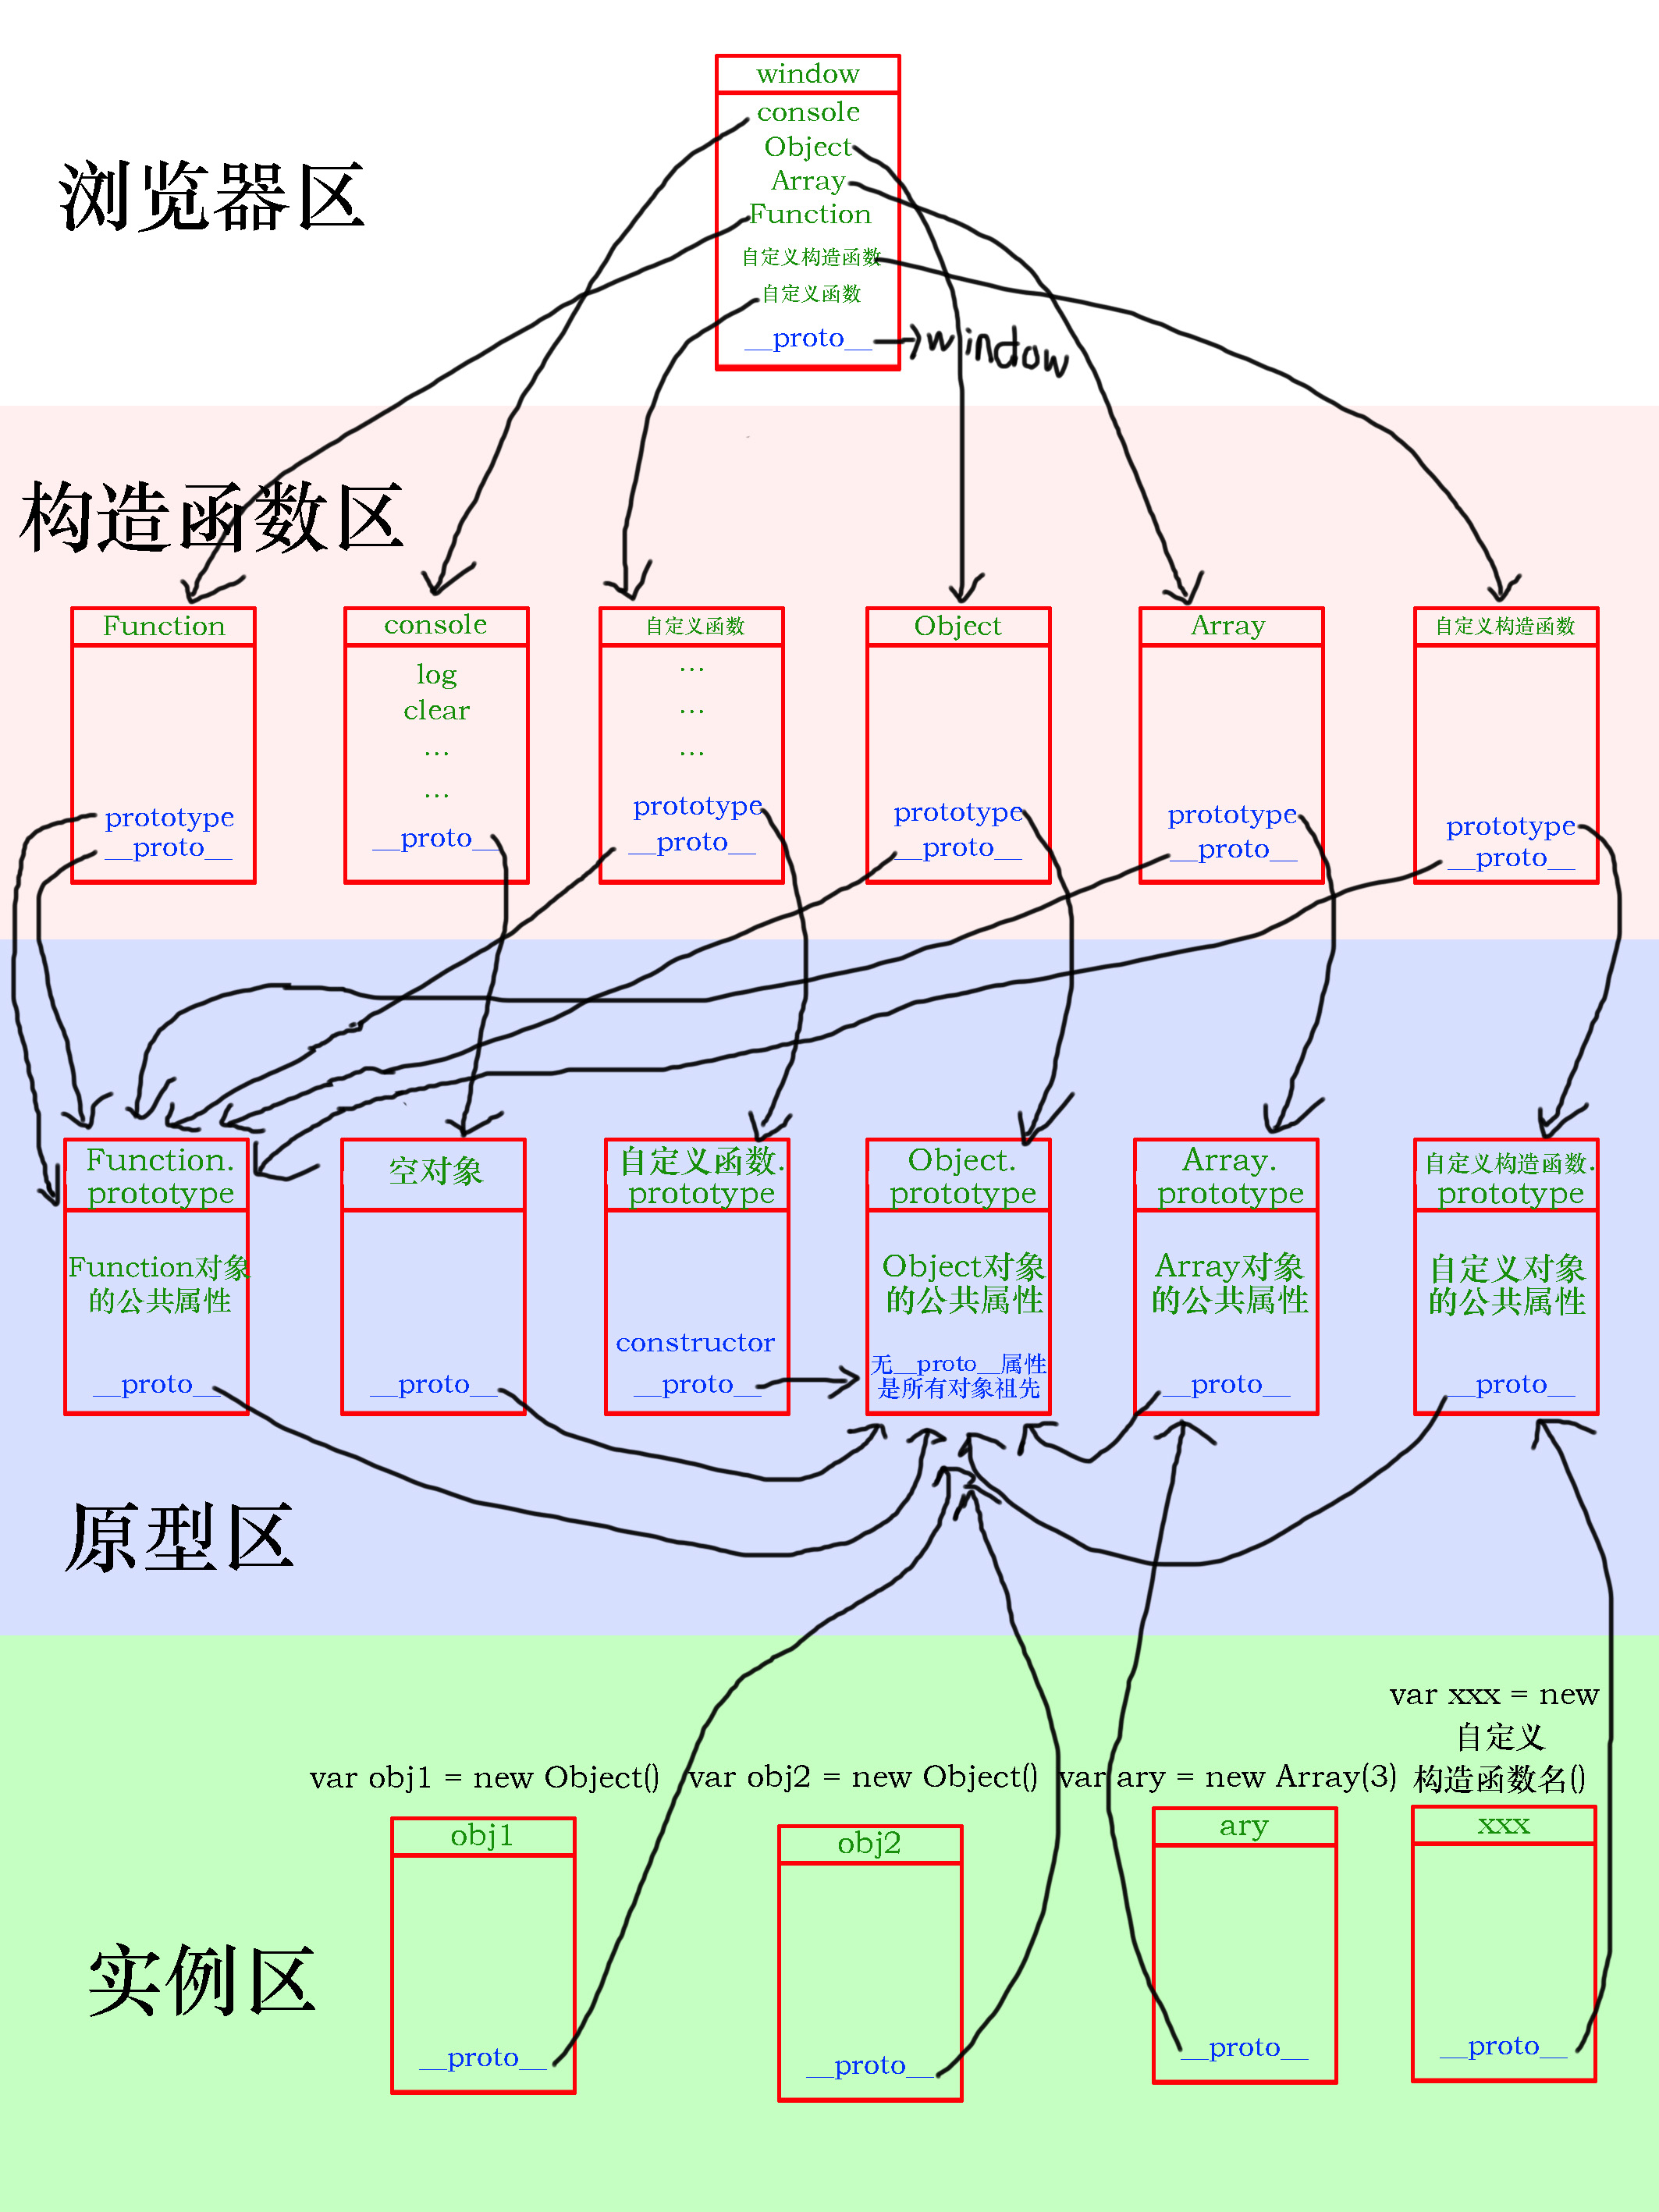 浏览器区
window
console
Object
Array
Function
自定义构造函数
自定义函数
__proto__
window
构造函数区
Function
prototype
__proto__
console
log
clear
...
...
__proto__
自定义函数
...
...
...
prototype
__proto__
Object
prototype
__proto__
Array
prototype
__proto__
自定义构造函数
prototype
__proto__
原型区
Function.
prototype
Function对象
的公共属性
__proto__
空对象
__proto__
自定义函数.
prototype
constructor
__proto__
Object.
prototype
Object对象
的公共属性
无__proto__属性
是所有对象祖先
Array.
prototype
Array对象
的公共属性
__proto__
自定义构造函数.
prototype
自定义对象
的公共属性
__proto__
实例区
var obj1 = new Object()
obj1
__proto__
var obj2 = new Object()
obj2
__proto__
var ary = new Array(3)
ary
__proto__
var xxx = new
自定义
构造函数名()
xxx
__proto__